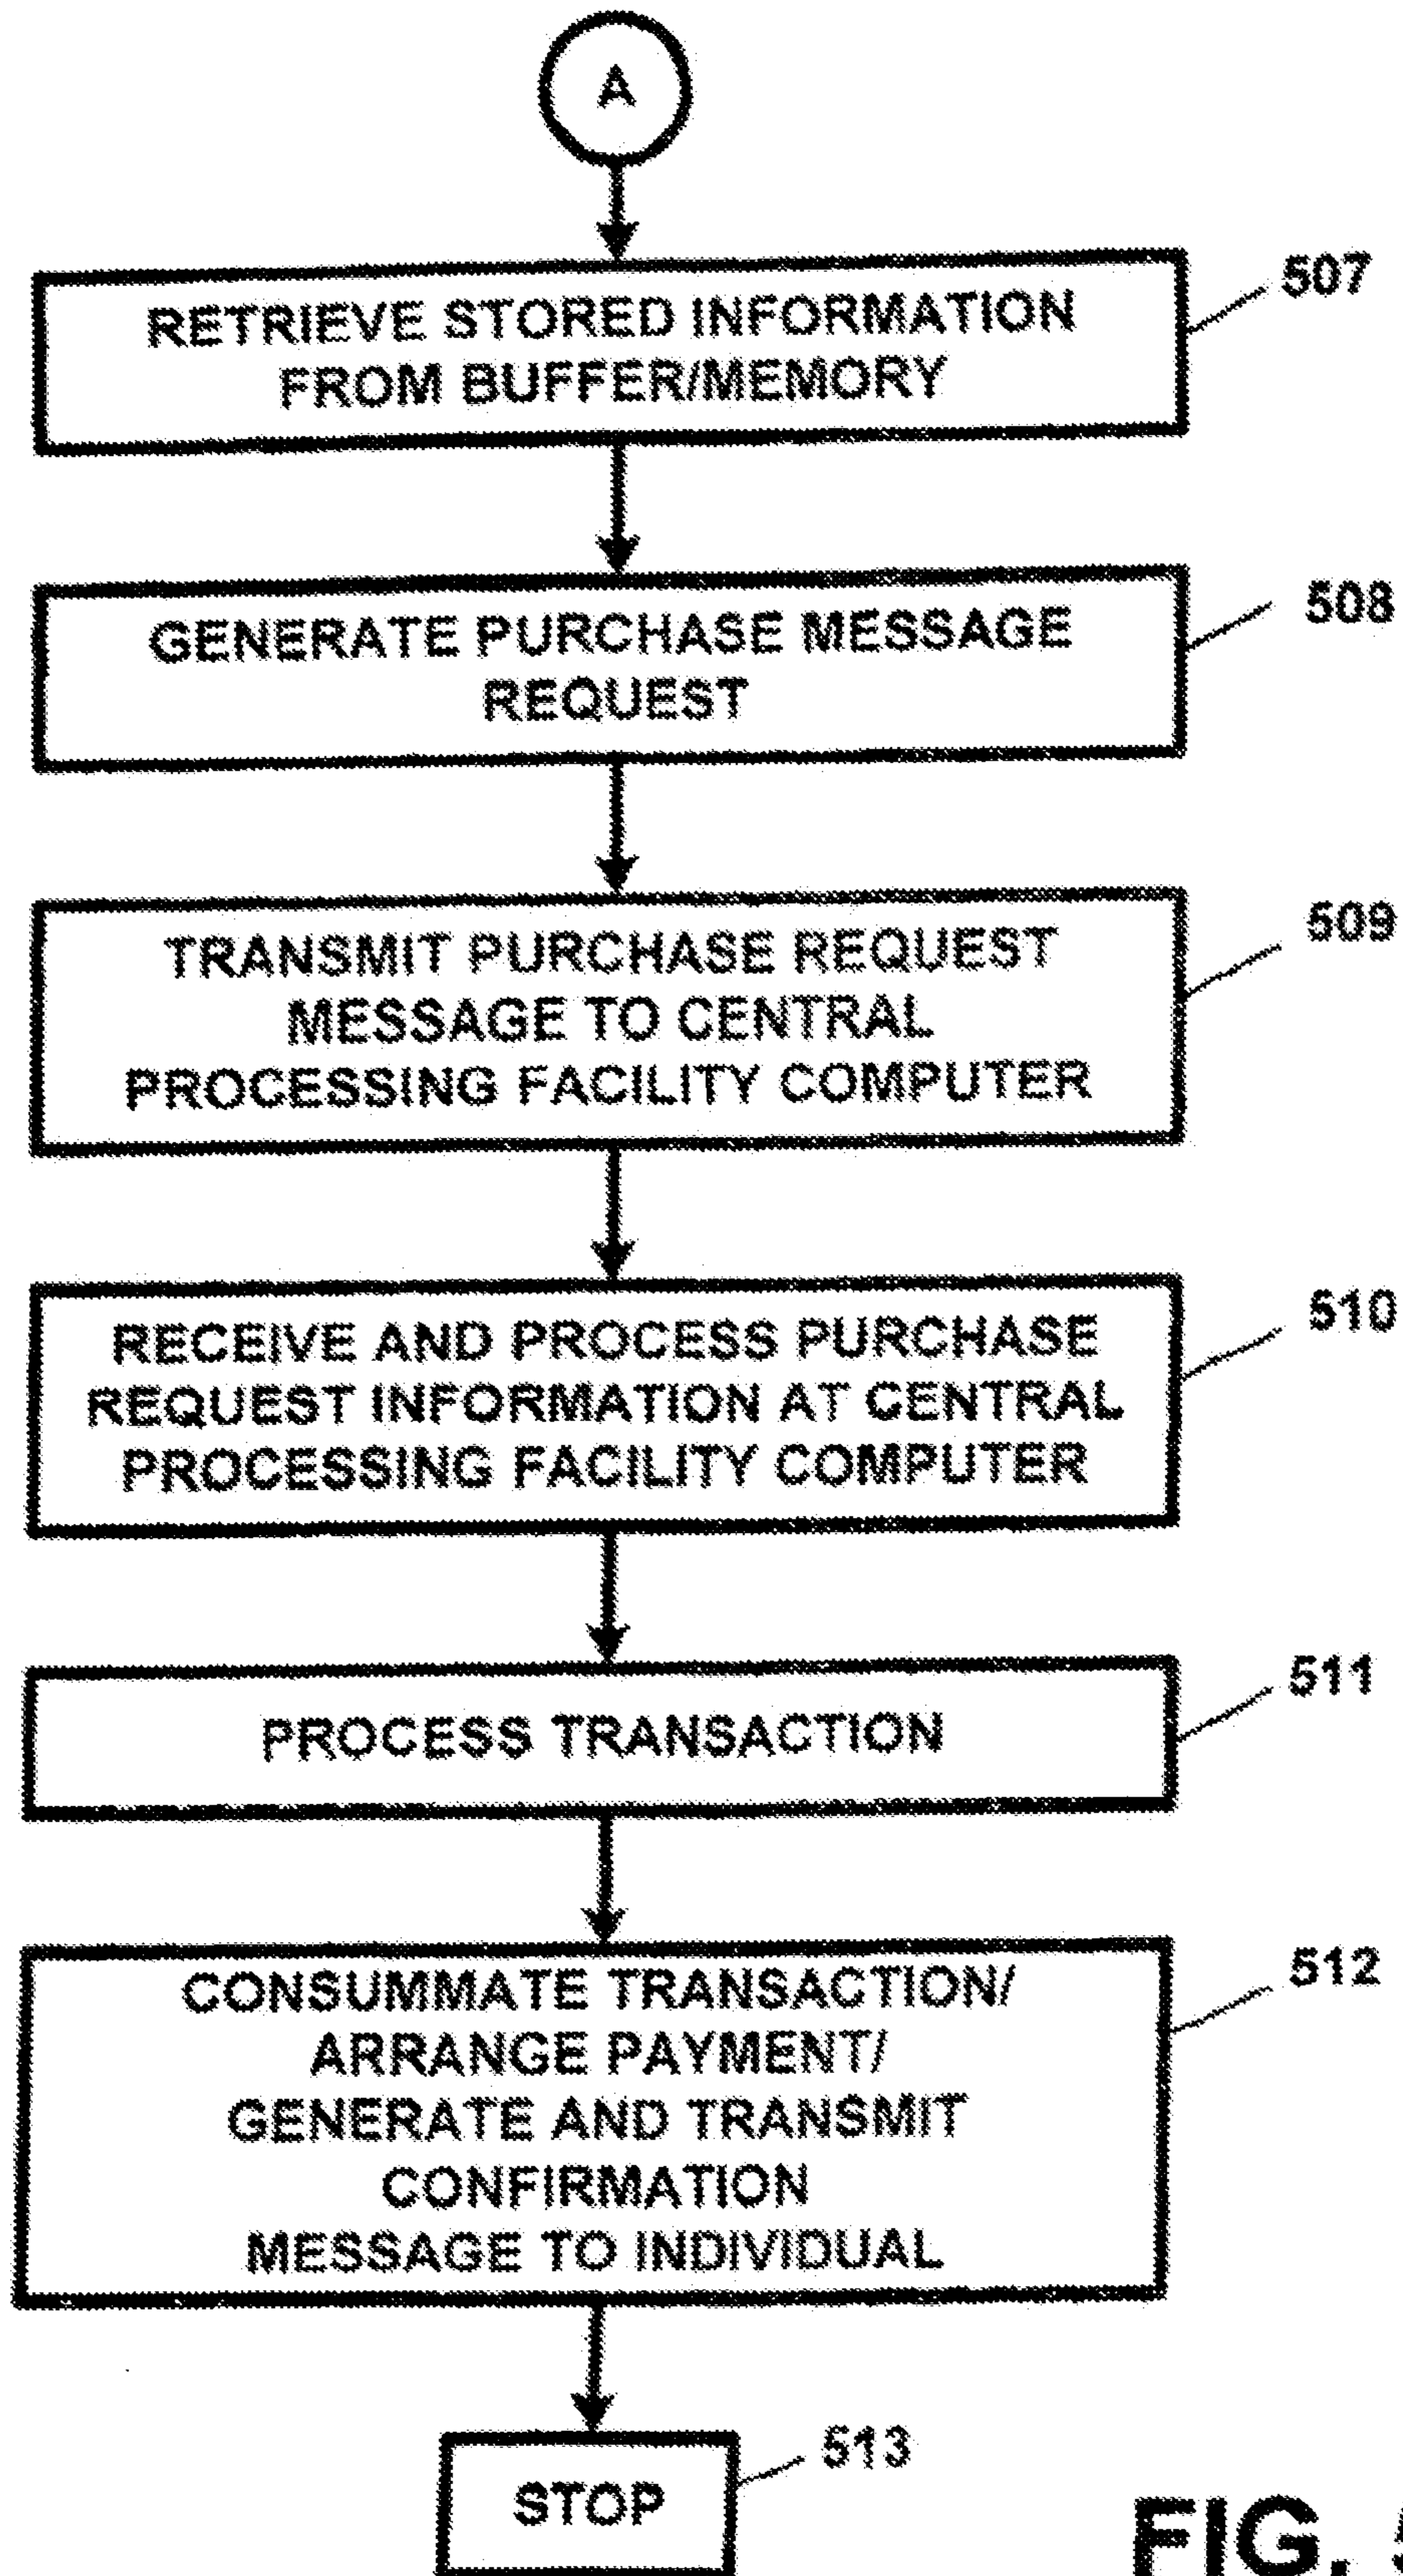 A
RETRIEVE STORED INFORMATION
FROM BUFFER/MEMORY
507
GENERATE PURCHASE MESSAGE
REQUEST
508
TRANSMIT PURCHASE REQUEST
MESSAGE TO CENTRAL
PROCESSING FACILITY COMPUTER
509
RECEIVE AND PROCESS PURCHASE
REQUEST INFORMATION AT CENTRAL
PROCESSING FACILITY COMPUTER
510
PROCESS TRANSACTION
511
CONSUMMATE TRANSACTION/
ARRANGE PAYMENT/
GENERATE AND TRANSMIT
CONFIRMATION
MESSAGE TO INDIVIDUAL
512
STOP
513
FIG.